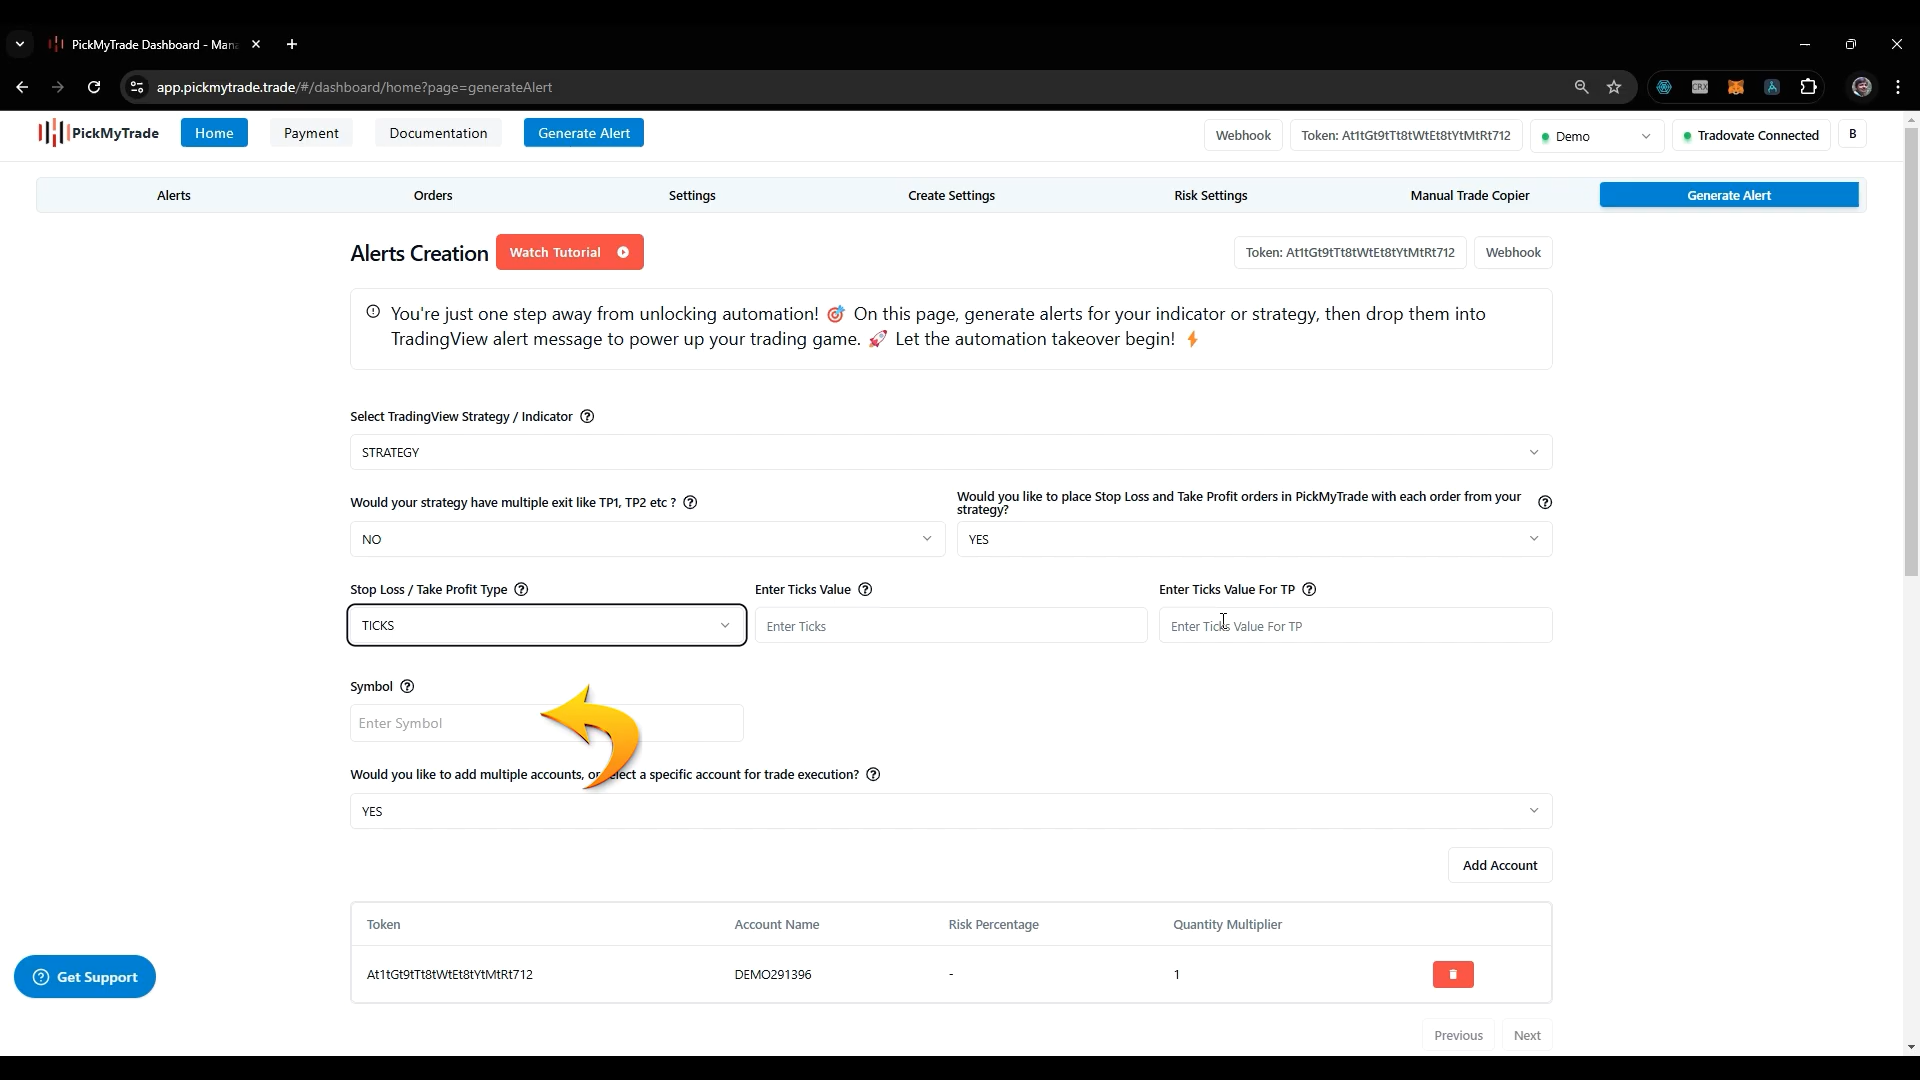 PickMyTrade Dashboard - Mana
app.pickmytrade.trade/#/dashboard/home?page=generateAlert
CRX
PickMyTrade
Home
Payment
Documentation
Generate Alert
Webhook
Token: At1tGt9tTt8tWtEt8tYtMtRt712
Demo
Tradovate Connected
B
Alerts
Orders
Settings
Create Settings
Risk Settings
Manual Trade Copier
Generate Alert
Alerts Creation
Watch Tutorial
Token: At1tGt9tTt8tWtEt8tYtMtRt712
Webhook
You're just one step away from unlocking automation! 🎯 On this page, generate alerts for your indicator or strategy, then drop them into
TradingView alert message to power up your trading game. 🚀 Let the automation takeover begin! ⚡
Select TradingView Strategy / Indicator
STRATEGY
Would your strategy have multiple exit like TP1, TP2 etc ?
NO
Would you like to place Stop Loss and Take Profit orders in PickMyTrade with each order from your
strategy?
YES
Stop Loss / Take Profit Type
TICKS
Enter Ticks Value
Enter Ticks
Enter Ticks Value For TP
Enter Ticks Value For TP
Symbol
Enter Symbol
Would you like to add multiple accounts, or select a specific account for trade execution?
YES
Add Account
Token
Account Name
Risk Percentage
Quantity Multiplier
At1tGt9tTt8tWtEt8tYtMtRt712
DEMO291396
-
1
Get Support
Previous
Next